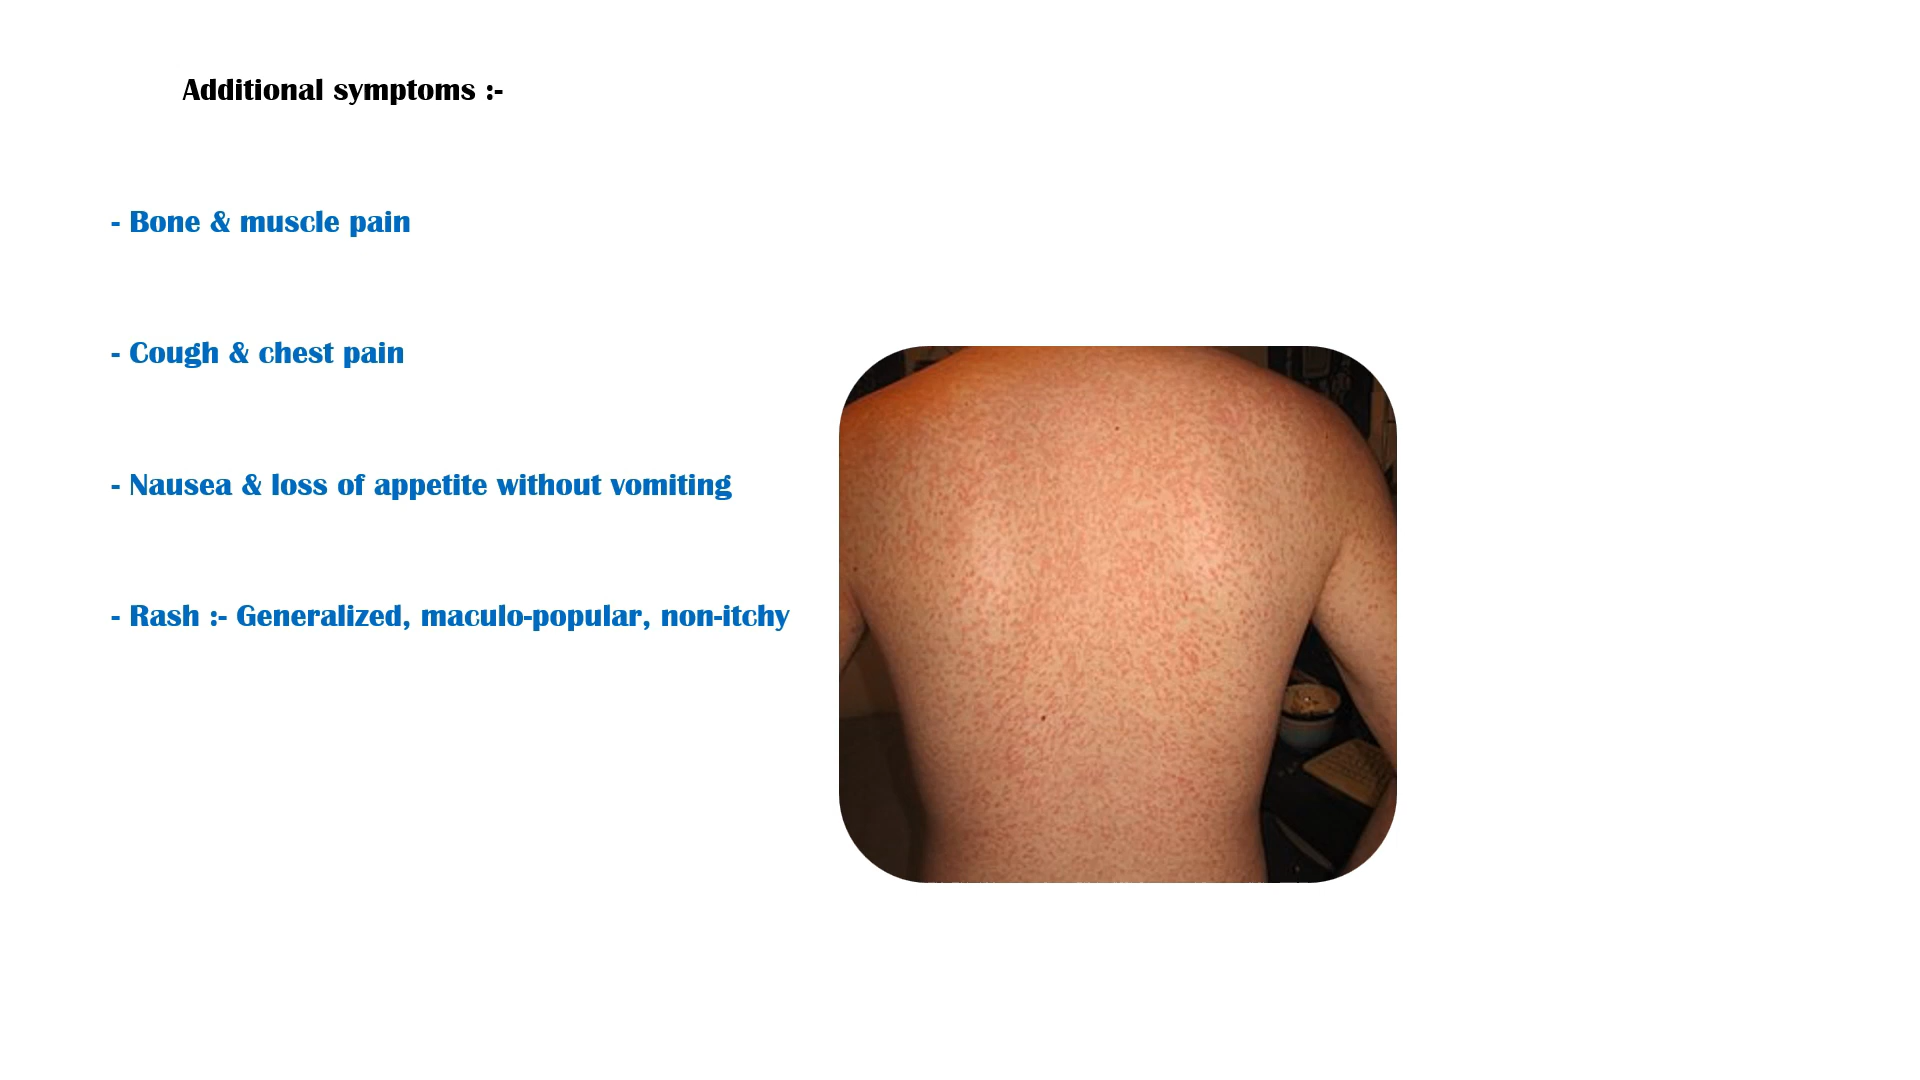 Additional symptoms :-
- Bone & muscle pain
- Cough & chest pain
- Nausea & loss of appetite without vomiting
- Rash :- Generalized, maculo-popular, non-itchy